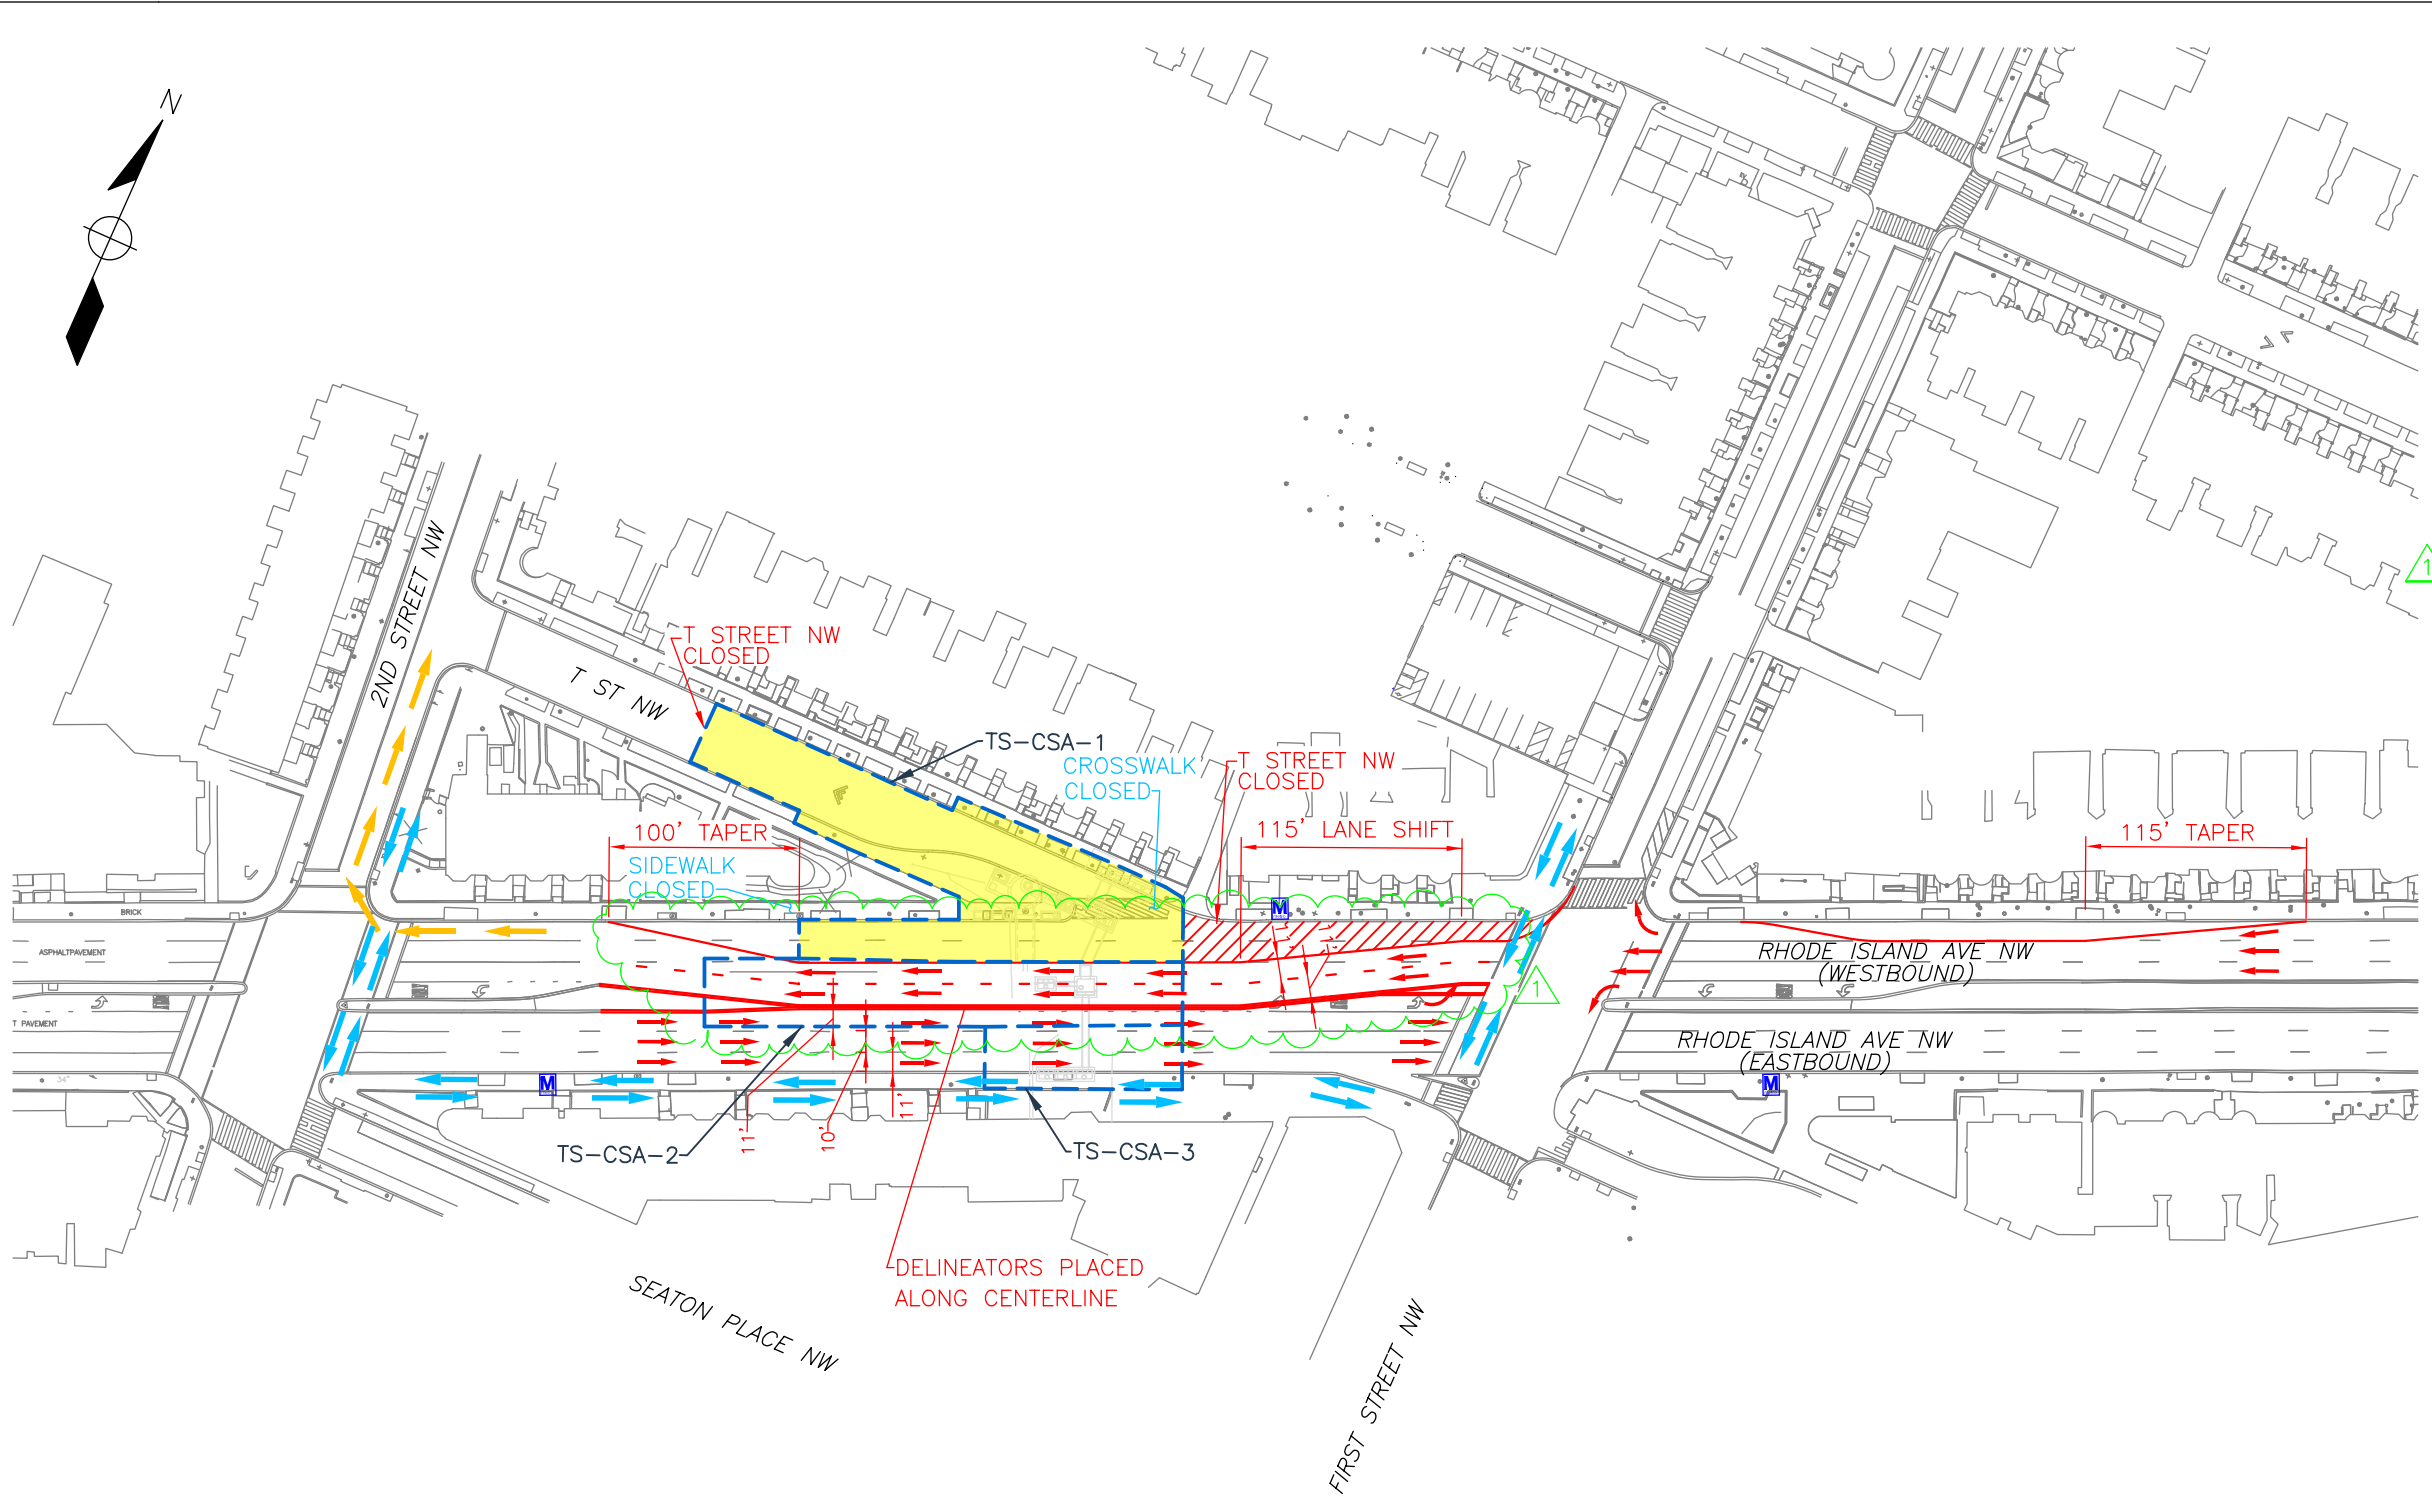 N
2ND STREET NW
T STREET NW
CLOSED
T ST NW
TS-CSA-1
CROSSWALK
CLOSED
T STREET NW
CLOSED
100' TAPER
115' LANE SHIFT
115' TAPER
SIDEWALK
CLOSED
BRICK
M
ASPHALTPAVEMENT
RHODE ISLAND AVE NW
(WESTBOUND)
1
1
T PAVEMENT
RHODE ISLAND AVE NW
(EASTBOUND)
34"
M
M
11'
10'
11'
TS-CSA-2
TS-CSA-3
DELINEATORS PLACED
ALONG CENTERLINE
SEATON PLACE NW
FIRST STREET NW